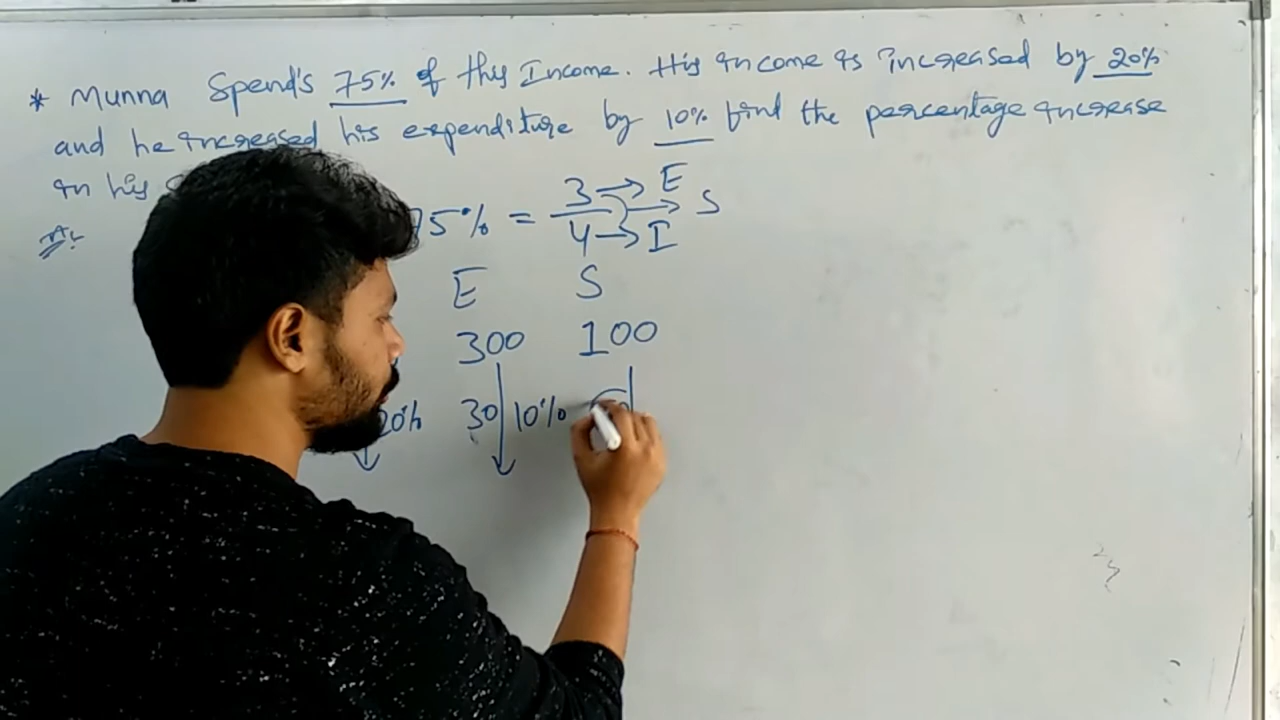 * Munna Spend's 75% of this Income. His income is increased by 20%
and he increased his expenditure by 10% find the percentage increase
in his
75% = 3/4 → E → S → I
E S
300 100
20% 30 10%